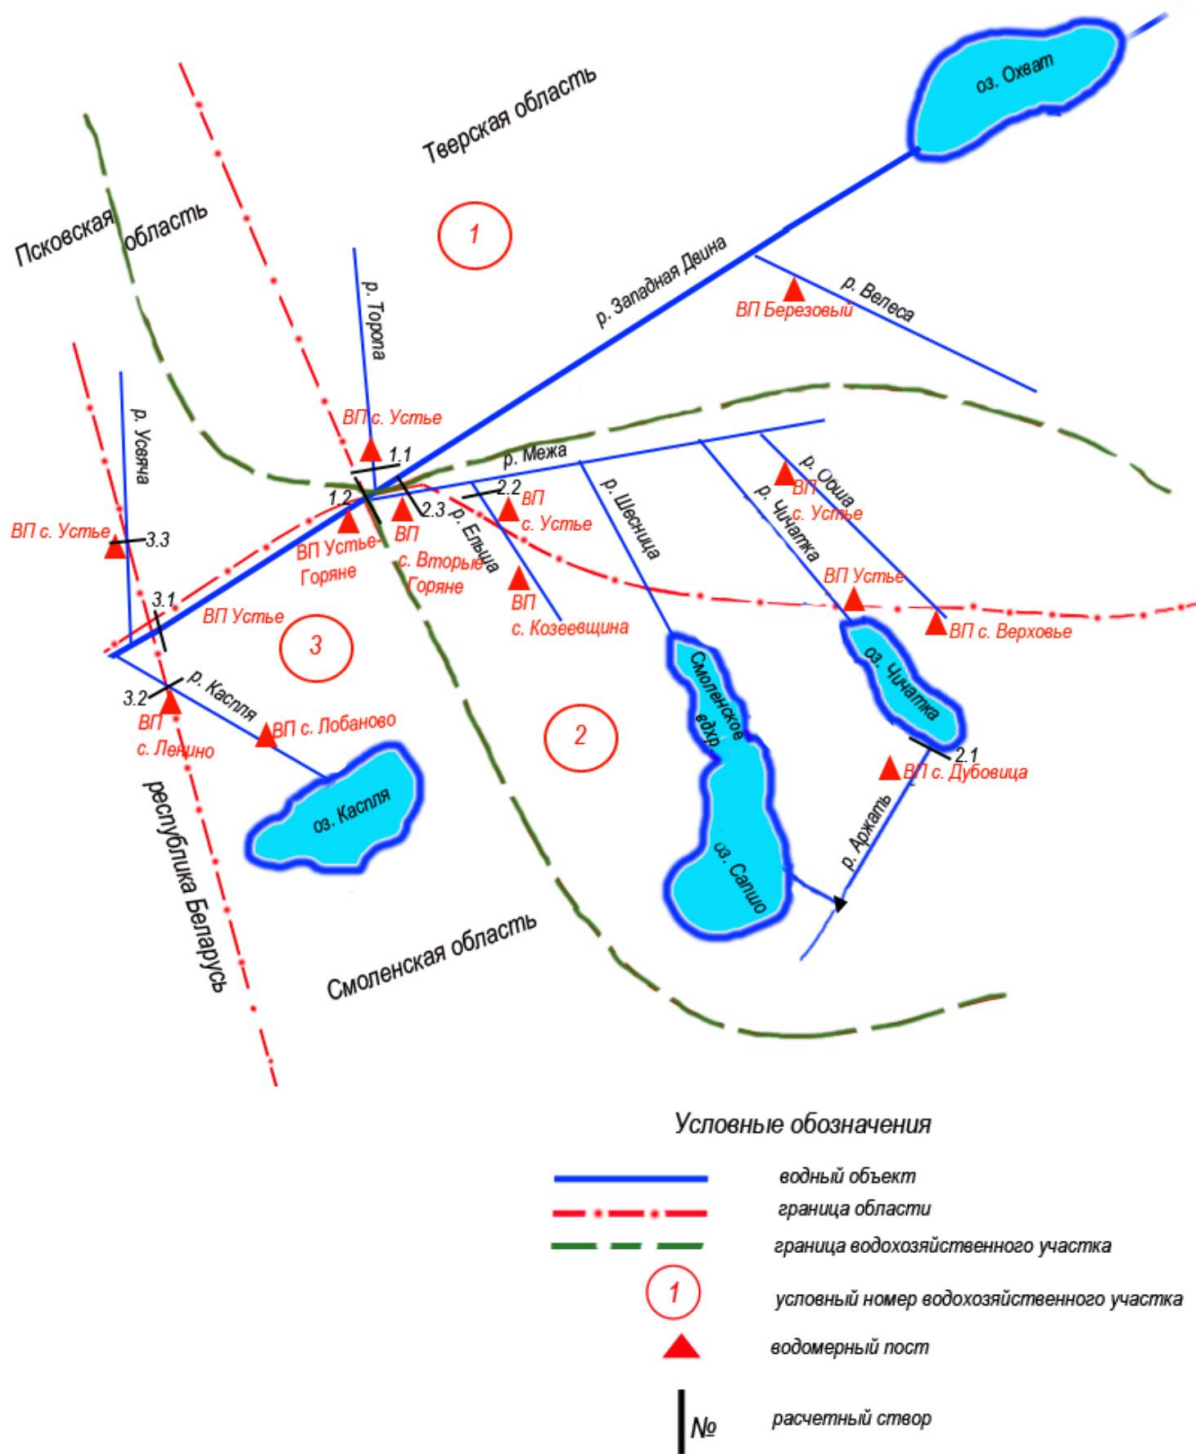 оз. Охват
Тверская область
Псковская
область
1
р. Западная Двина
р. Торопа
ВП Березовый
р. Велеса
ВП с. Устье
1.1
р. Межа
р. Усвяча
1.2
2.3
2.2
ВП
с. Устье
р. Ельша
р. Шесница
р. Чичатка
р. Обша
ВП
с. Устье
ВП с. Устье
3.3
ВП Устье-
Горяне
ВП
с. Вторые
Горяне
ВП
с. Козеевщина
ВП Устье
ВП с. Верховье
3.1
ВП Устье
3
р. Каспля
3.2
ВП
с. Ленино
ВП с. Лобаново
2
Смоленское
вдхр
оз. Чичатка
2.1
ВП с. Дубовица
р. Аржать
оз. Каспля
оз. Сапшо
республика Беларусь
Смоленская область
Условные обозначения
водный объект
граница области
граница водохозяйственного участка
1
условный номер водохозяйственного участка
водомерный пост
№
расчетный створ